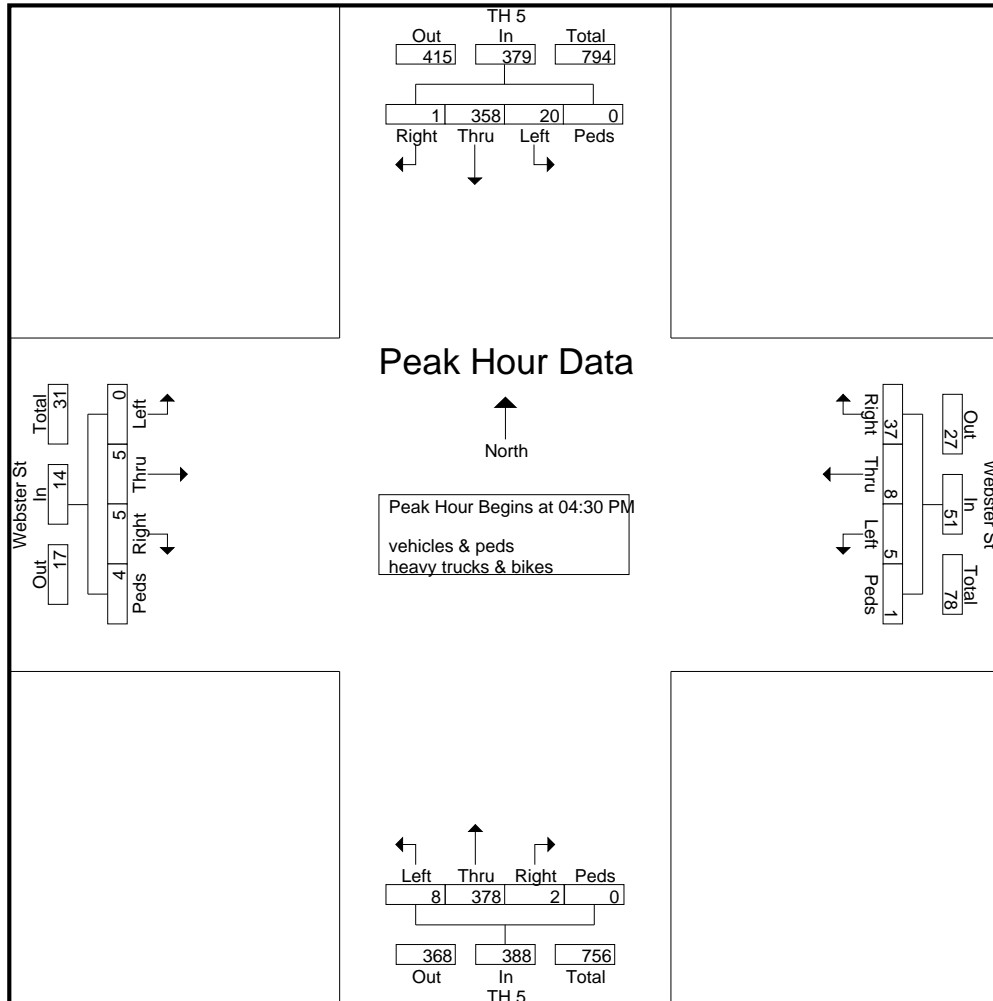 TH 5
Out In Total
415 379 794
1 358 20 0
Right Thru Left Peds
Peak Hour Data
North
Peak Hour Begins at 04:30 PM
vehicles & peds
heavy trucks & bikes
Webster St
Out In Total
17 14 31
0 5 5 4
Left Thru Right Peds
Right Thru Left Peds
37 8 5 1
Out In Total
27 51 78
Webster St
Left Thru Right Peds
8 378 2 0
368 388 756
Out In Total
TH 5